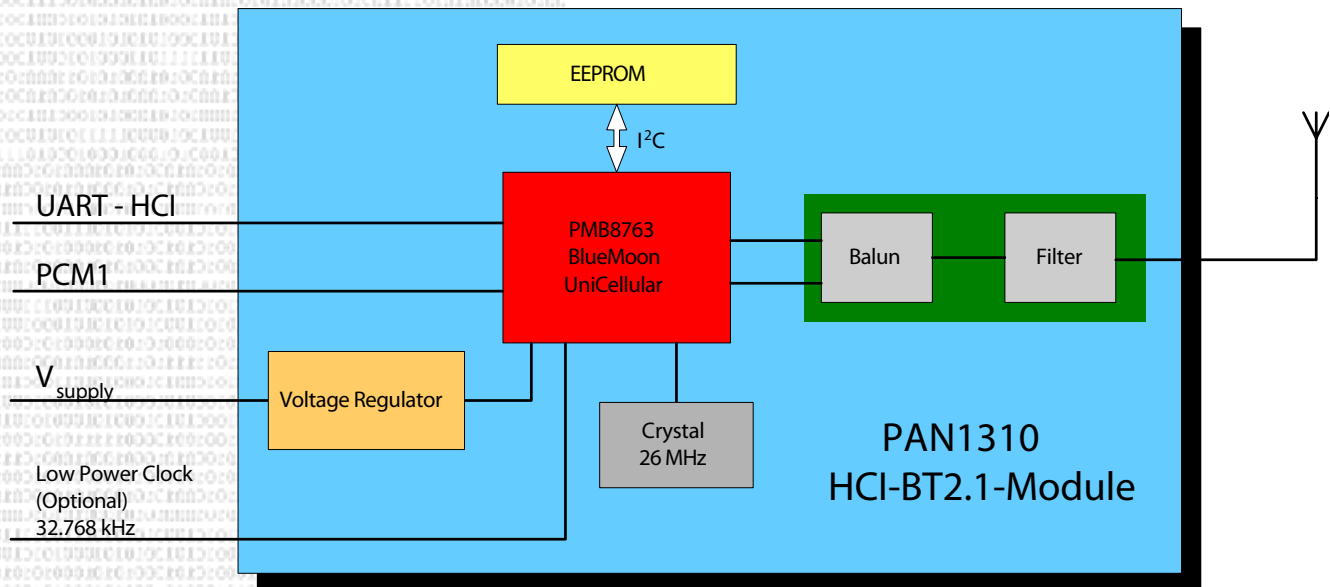 EEPROM
I²C
UART - HCI
PCM1
PMB8763
BlueMoon
UniCellular
Balun
Filter
V supply
Voltage Regulator
Crystal
26 MHz
Low Power Clock
(Optional)
32.768 kHz
PAN1310
HCI-BT2.1-Module